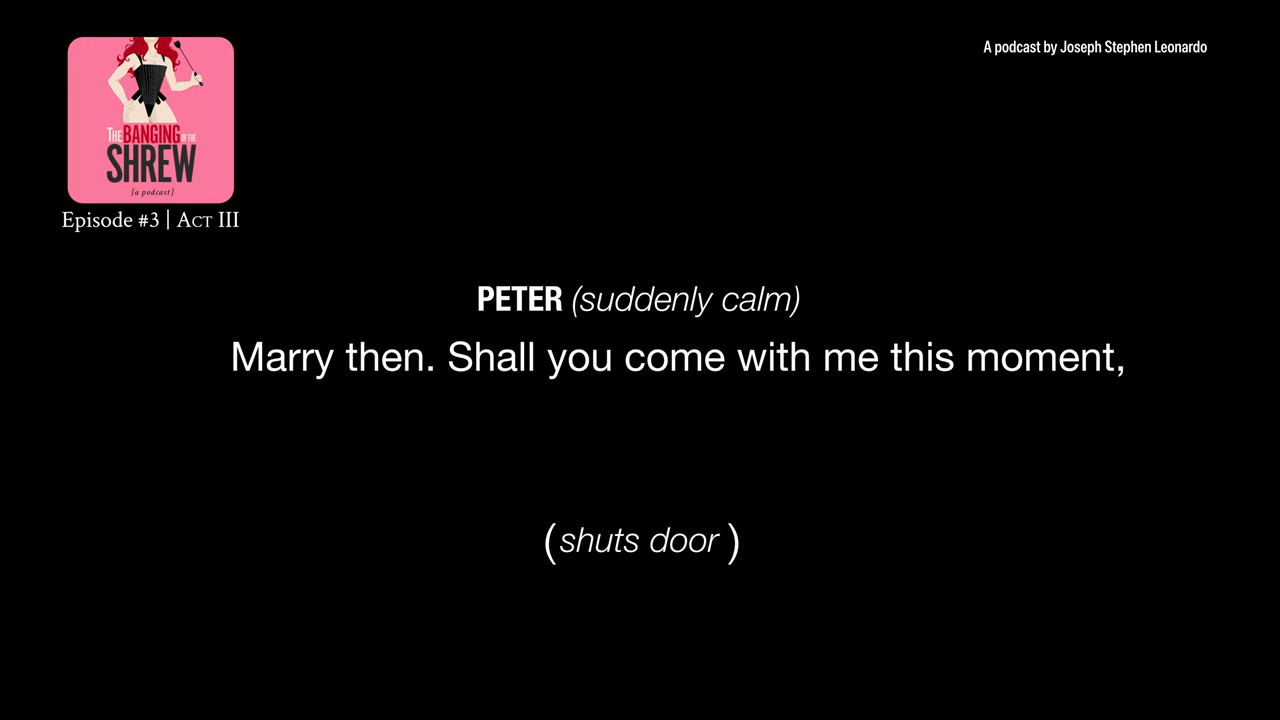 A podcast by Joseph Stephen Leonardo
THE BANGING OF THE
SHREW
[a podcast]
Episode #3 | ACT III
PETER (suddenly calm)
Marry then. Shall you come with me this moment,
(shuts door )